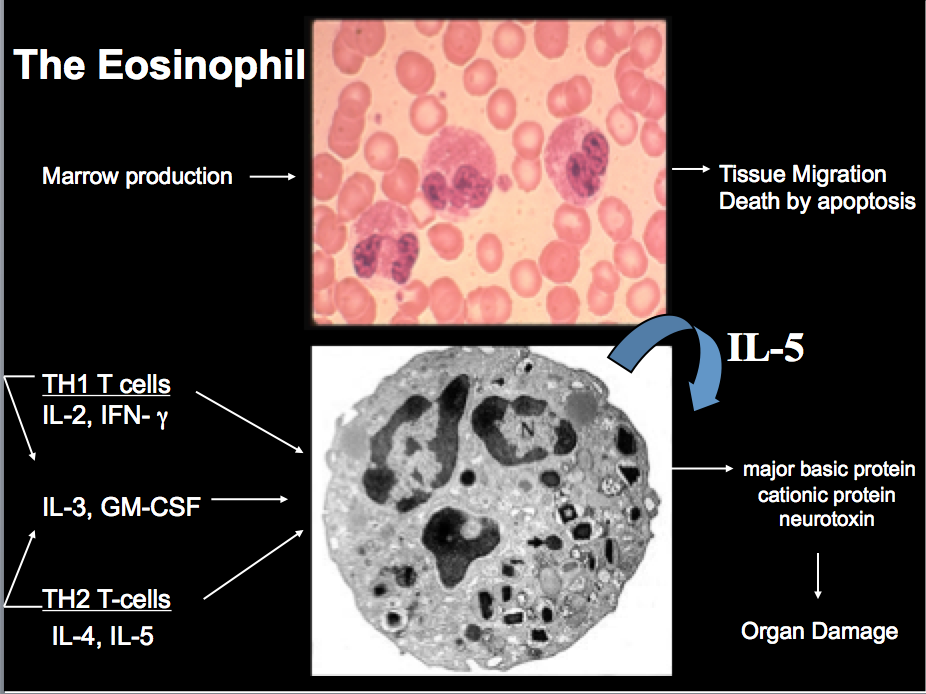 The Eosinophil
Marrow production
Tissue Migration
Death by apoptosis
IL-5
TH1 T cells
IL-2, IFN- γ
IL-3, GM-CSF
TH2 T-cells
IL-4, IL-5
N
major basic protein
cationic protein
neurotoxin
Organ Damage